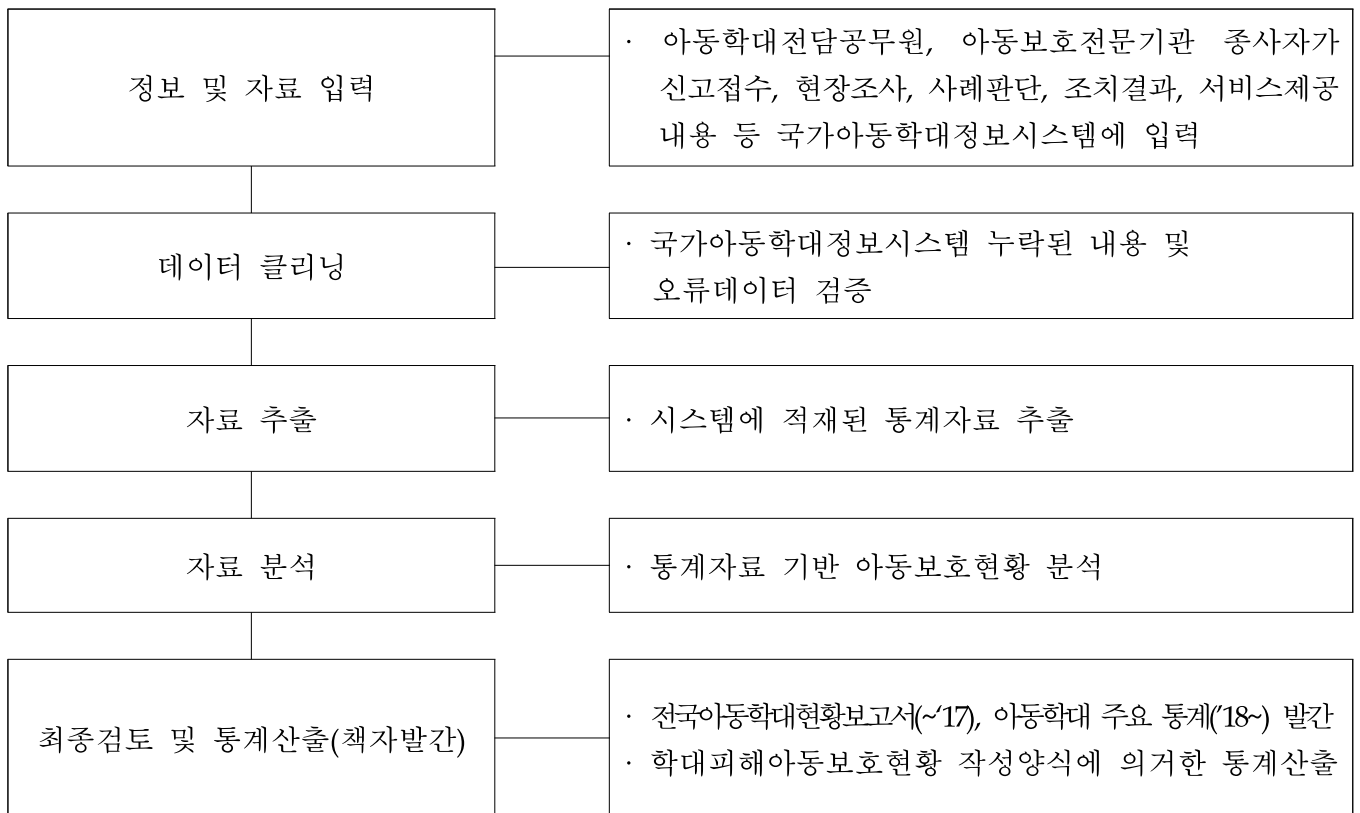 정보 및 자료 입력
· 아동학대전담공무원, 아동보호전문기관 종사자가
신고접수, 현장조사, 사례판단, 조치결과, 서비스제공
내용 등 국가아동학대정보시스템에 입력
데이터 클리닝
· 국가아동학대정보시스템 누락된 내용 및
오류데이터 검증
자료 추출
· 시스템에 적재된 통계자료 추출
자료 분석
· 통계자료 기반 아동보호현황 분석
최종검토 및 통계산출(책자발간)
· 전국아동학대현황보고서(~‘17), 아동학대 주요 통계(’18~) 발간
· 학대피해아동보호현황 작성양식에 의거한 통계산출